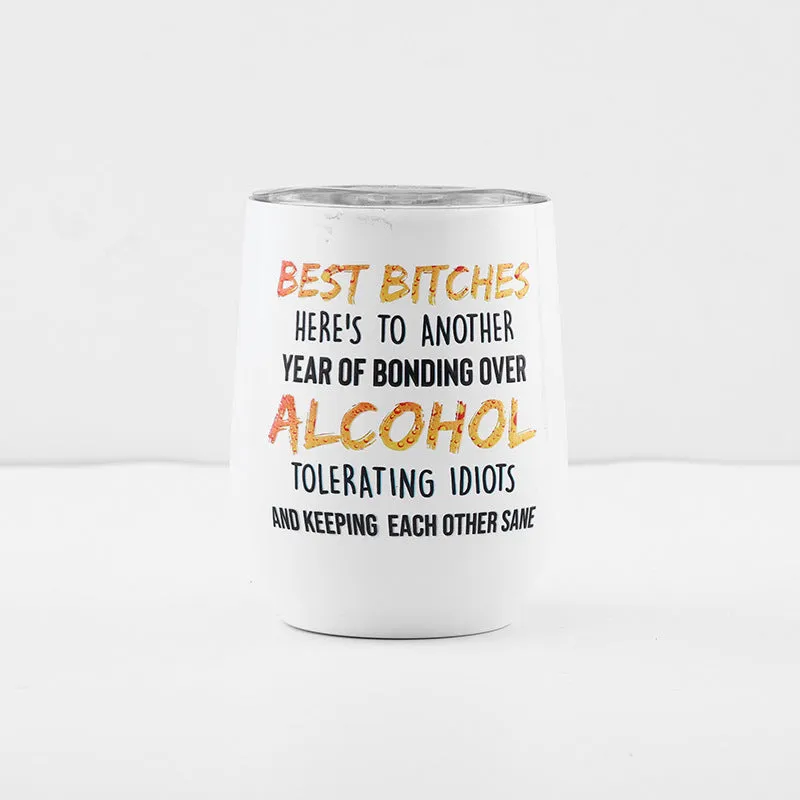 BEST BITCHES
HERE'S TO ANOTHER
YEAR OF BONDING OVER
ALCOHOL
TOLERATING IDIOTS
AND KEEPING EACH OTHER SANE